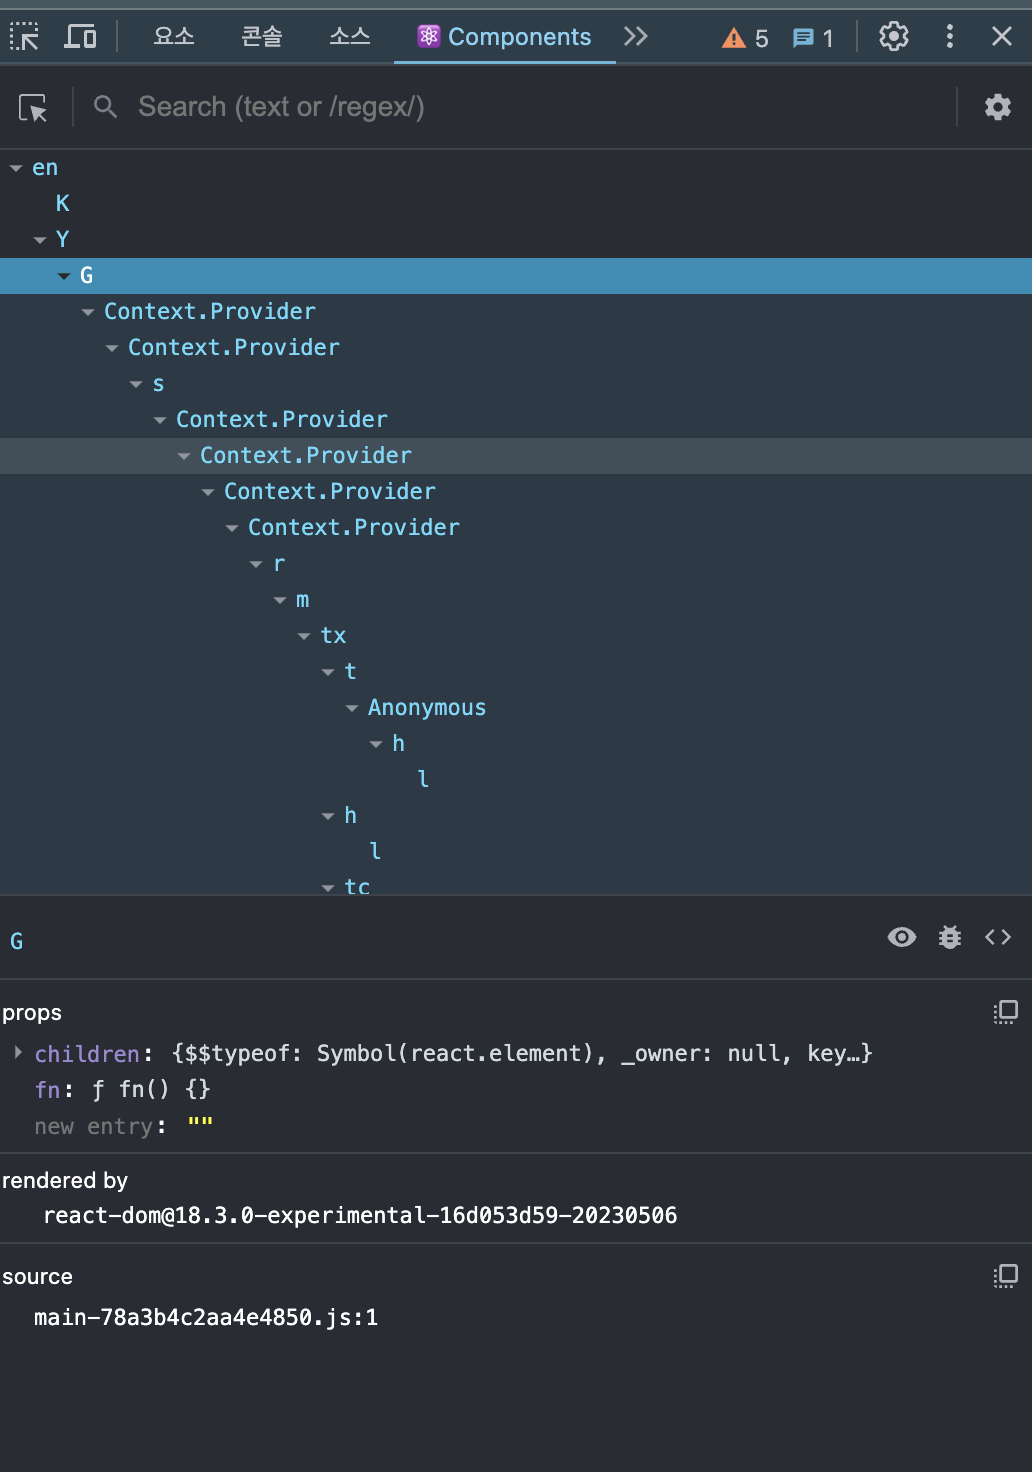 요소 콘솔 소스 Components 5 1
Search (text or /regex/)
en
K
Y
G
Context.Provider
Context.Provider
s
Context.Provider
Context.Provider
Context.Provider
Context.Provider
r
m
tx
t
Anonymous
h
l
h
l
tc
G
props
children: {$$typeof: Symbol(react.element), _owner: null, key…}
fn: ƒ fn() {}
new entry: ""
rendered by
react-dom@18.3.0-experimental-16d053d59-20230506
source
main-78a3b4c2aa4e4850.js:1